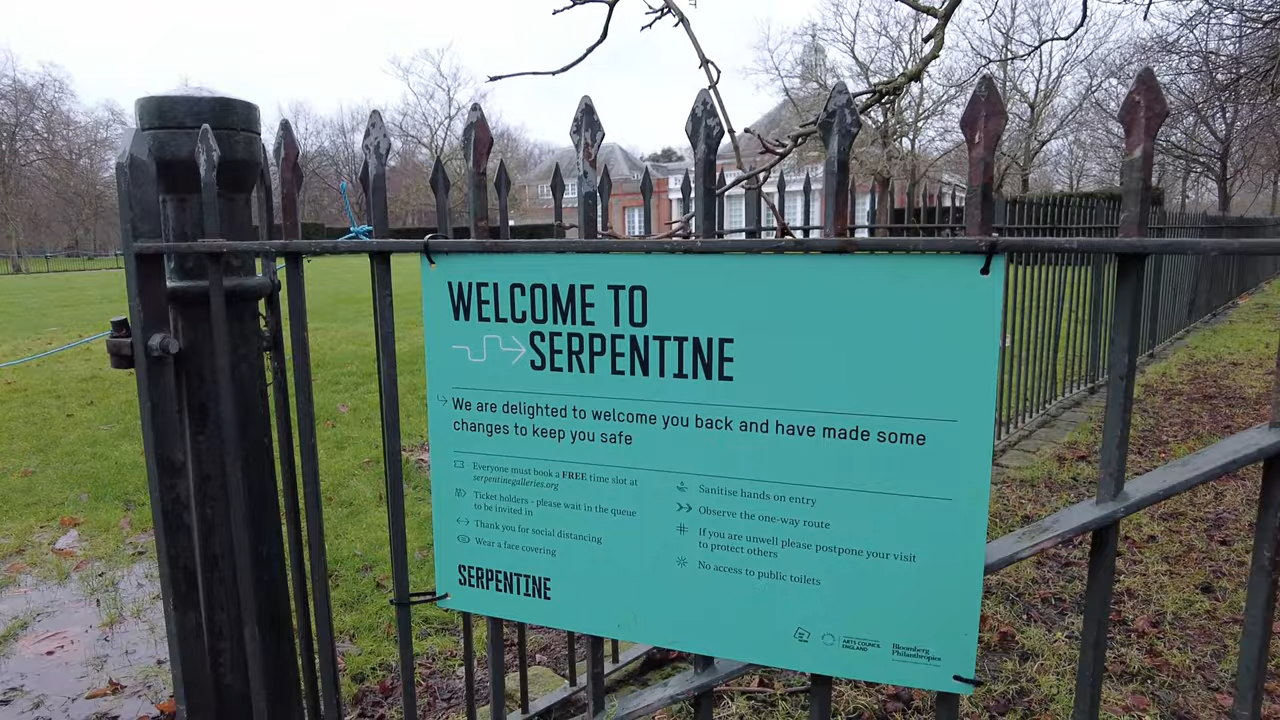 WELCOME TO
SERPENTINE
We are delighted to welcome you back and have made some
changes to keep you safe
Everyone must book a FREE time slot at
serpentinegalleries.org
Ticket holders - please wait in the queue
to be invited in
Thank you for social distancing
Wear a face covering
Sanitise hands on entry
Observe the one-way route
If you are unwell please postpone your visit
to protect others
No access to public toilets
SERPENTINE
ARTS COUNCIL
ENGLAND
Bloomberg
Philanthropies